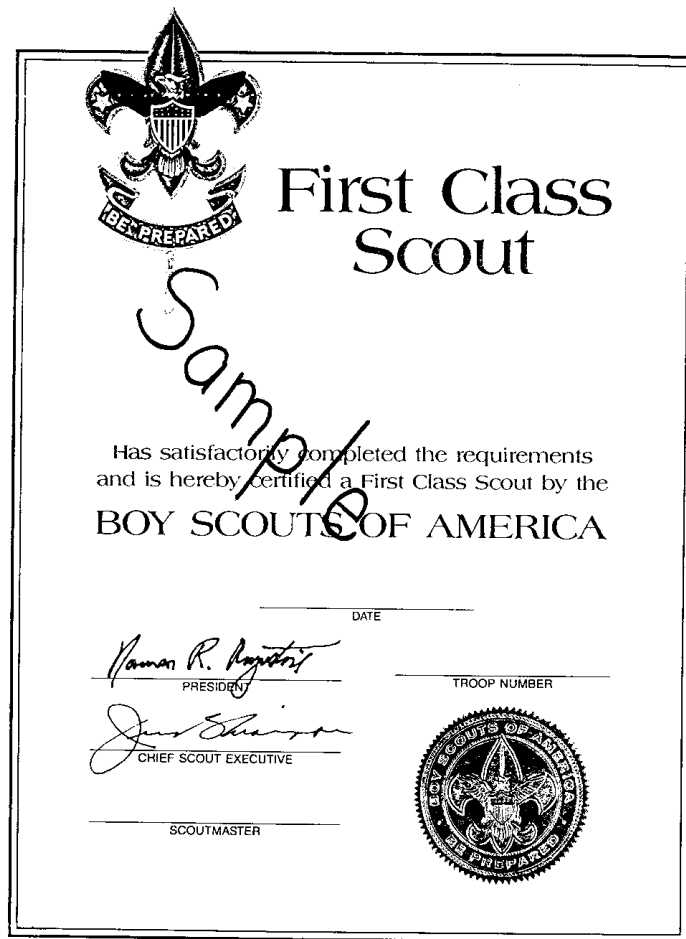 BE PREPARED
First Class
Scout
Sample
Has satisfactorily completed the requirements
and is hereby certified a First Class Scout by the
BOY SCOUTS OF AMERICA
DATE
Norman R. Augustine
PRESIDENT
TROOP NUMBER
CHIEF SCOUT EXECUTIVE
SCOUTMASTER
BOY SCOUTS OF AMERICA
BE PREPARED